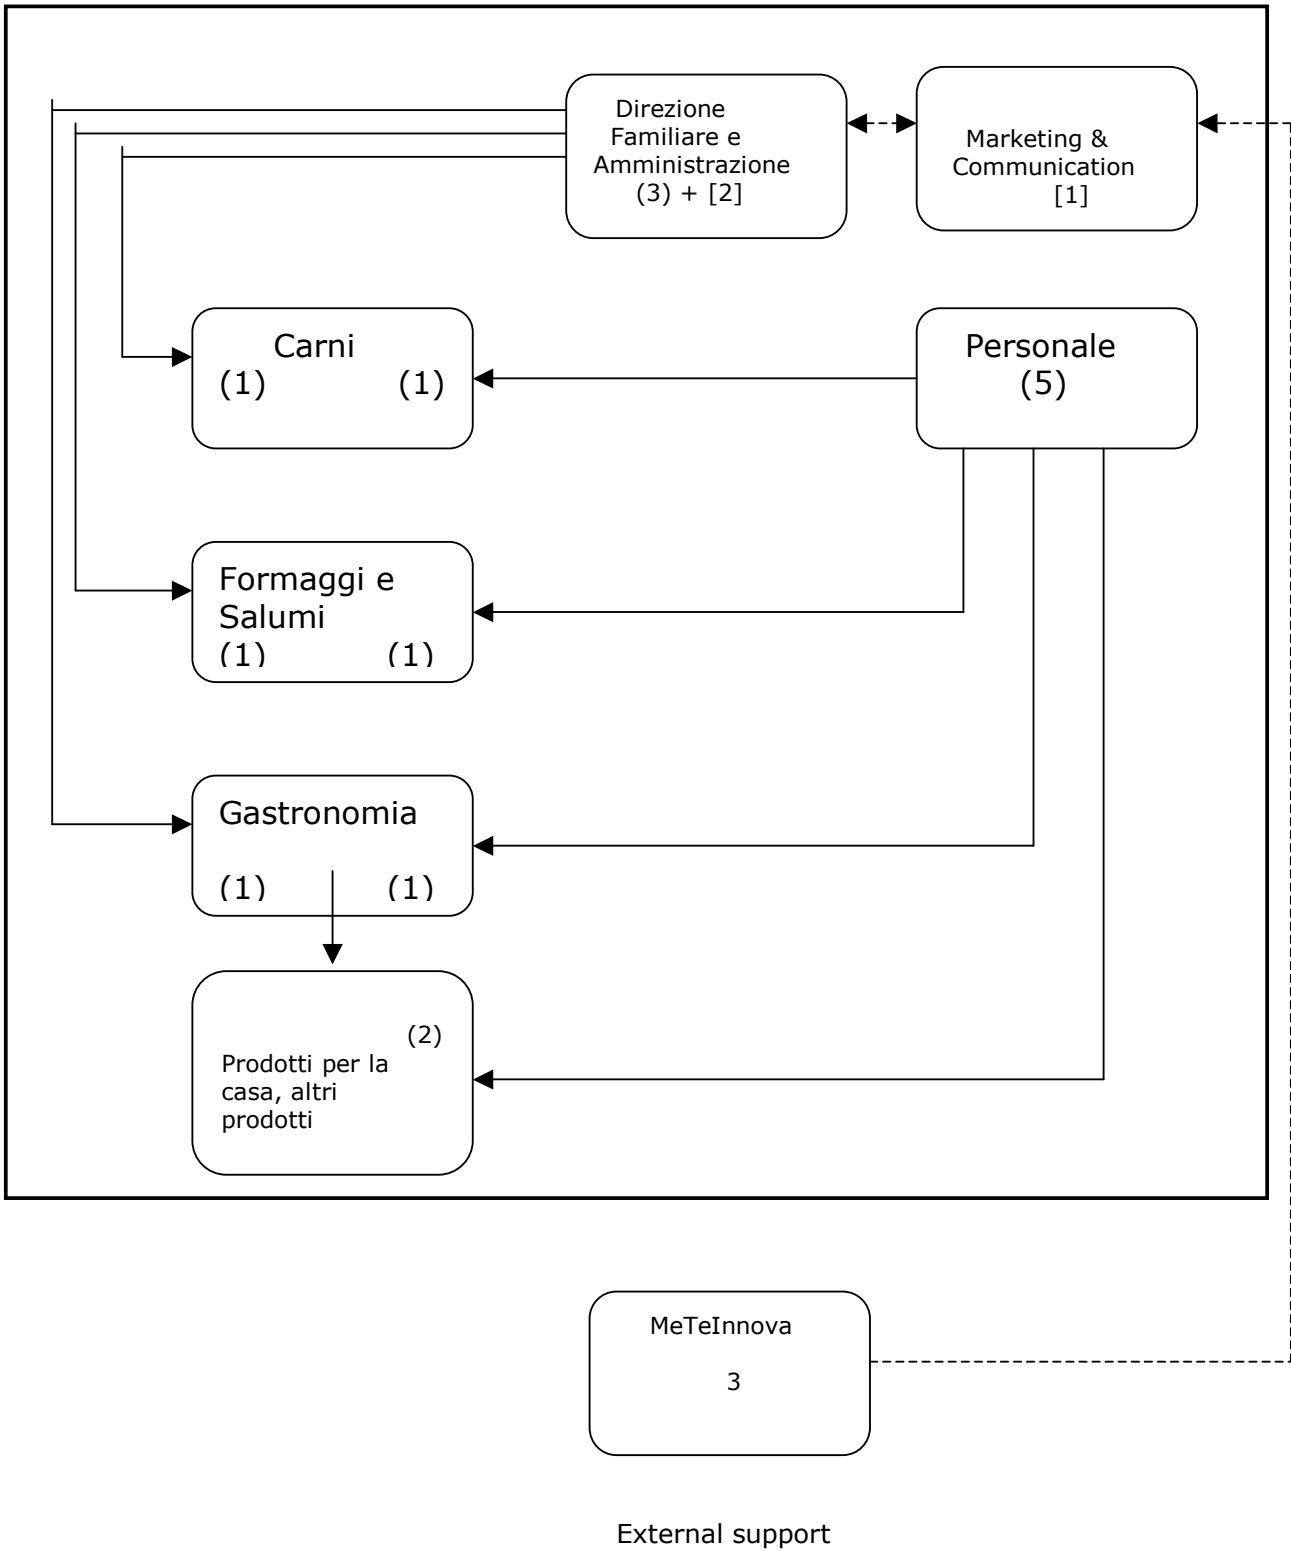 Direzione
Familiare e
Amministrazione
(3) + [2]
Marketing &
Communication
[1]
Carni
(1) (1)
Personale
(5)
Formaggi e
Salumi
(1) (1)
Gastronomia
(1) (1)
(2)
Prodotti per la
casa, altri
prodotti
MeTeInnova
3
External support